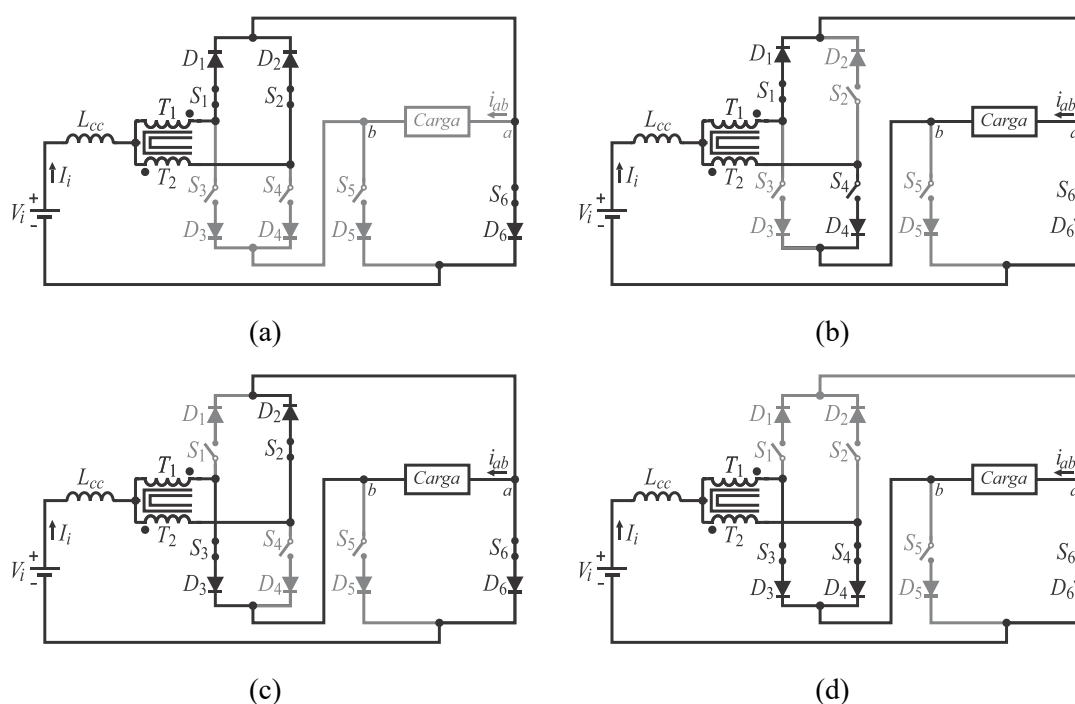 D1 D2
S1 S2
T1
Lcc
Carga
iab
b a
Ii
T2
S3 S4 S5
S6
+
Vi
-
D3 D4 D5
D6
(a)
D1 D2
S1
S2
T1
Lcc
Carga
iab
b a
Ii
T2
S3 S4 S5
S6
+
Vi
-
D3 D4 D5
D6
(b)
D1 D2
S1 S2
T1
Lcc
Carga
iab
b a
Ii
T2
S3 S4 S5
S6
+
Vi
-
D3 D4 D5
D6
(c)
D1 D2
S1 S2
T1
Lcc
Carga
iab
b a
Ii
T2
S3 S4 S5
S6
+
Vi
-
D3 D4 D5
D6
(d)